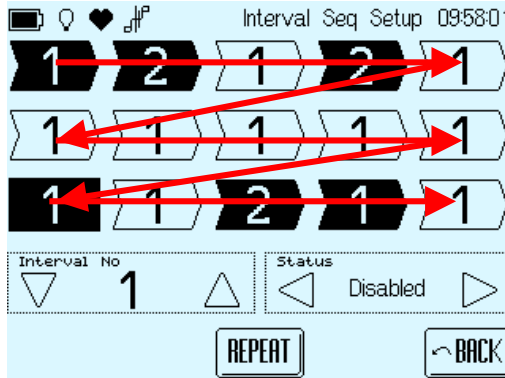 Interval Seq Setup 09:58:0
1 2 1 2 1
1 1 1 1 1
1 1 2 1 1
Interval No
1
Status
Disabled
REPEAT
BACK